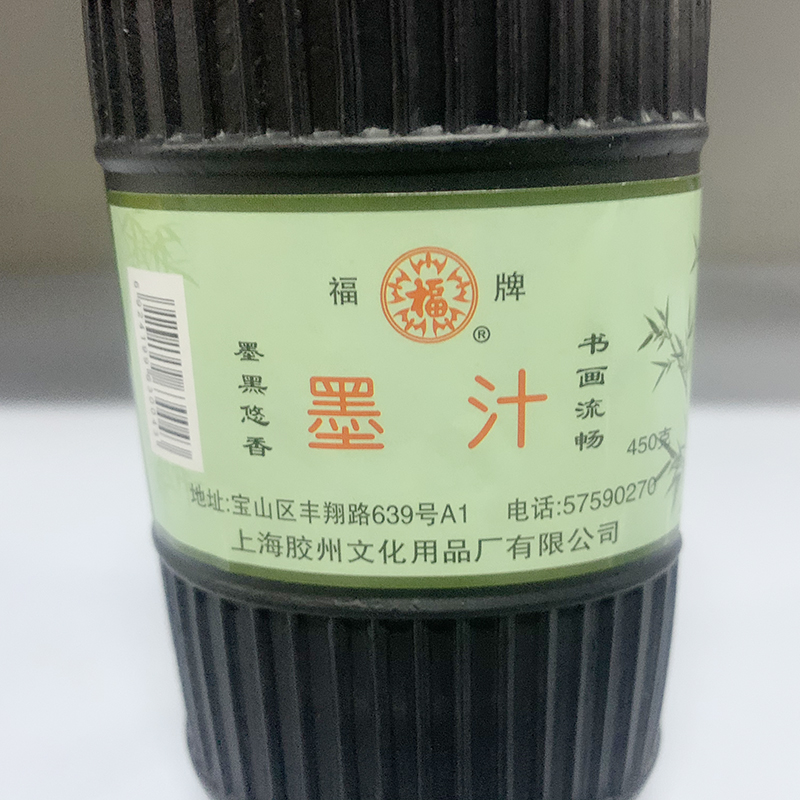 福 福 牌
®
墨黑悠香
墨汁
书画流畅
450克
地址:宝山区丰翔路639号A1 电话:57590270
上海胶州文化用品厂有限公司